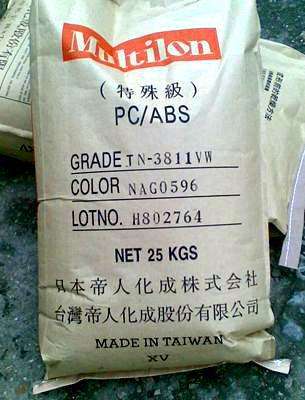 Multilon
(特殊級)
PC/ABS
GRADE TN-3811VW
COLOR NAG0596
LOTNO. H802764
NET 25 KGS
日本帝人化成株式会社
台灣帝人化成股份有限公司
MADE IN TAIWAN
XV